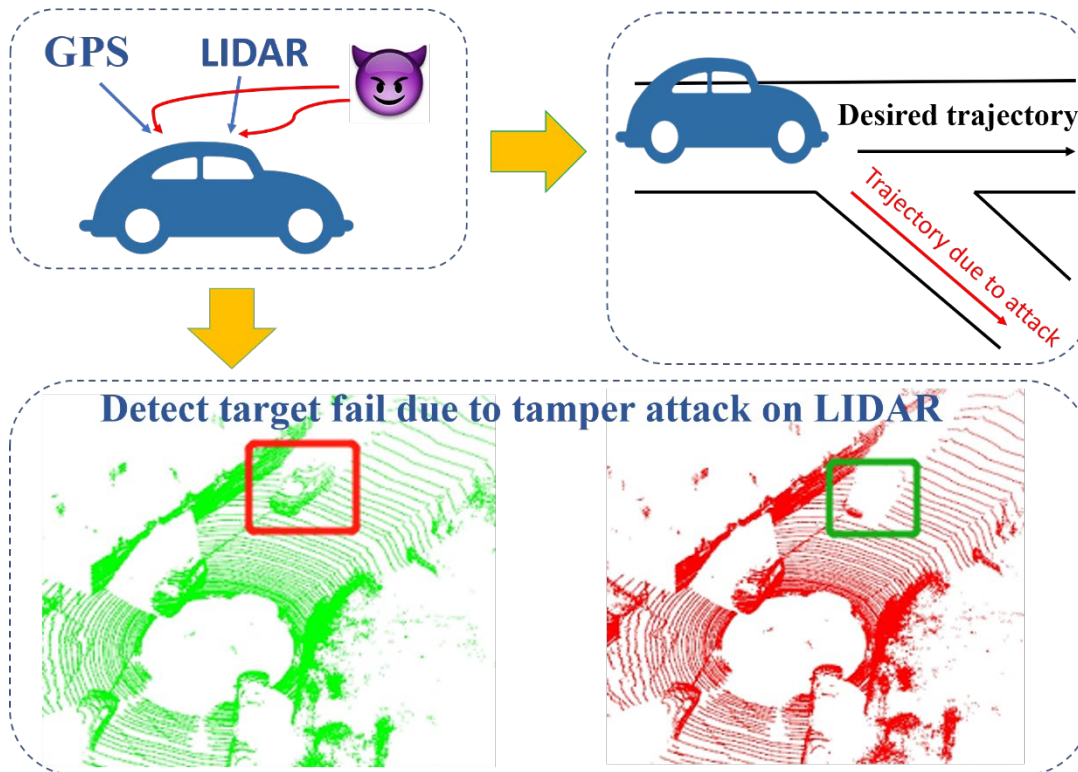 GPS
LIDAR
Desired trajectory
Trajectory due to attack
Detect target fail due to tamper attack on LIDAR